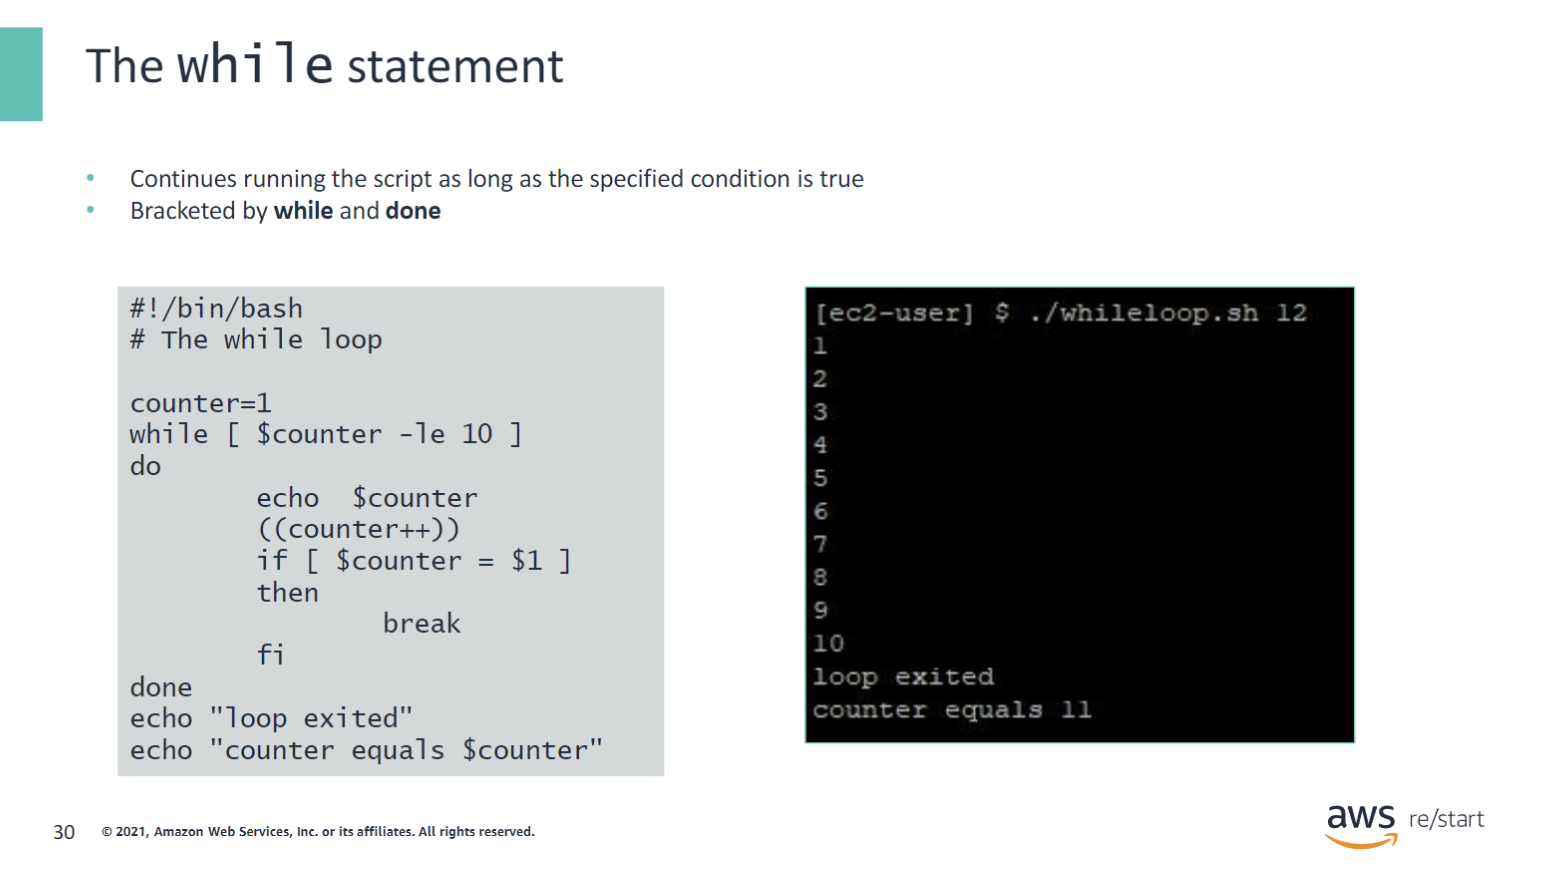 The while statement
• Continues running the script as long as the specified condition is true
• Bracketed by while and done
#!/bin/bash
# The while loop
counter=1
while [ $counter -le 10 ]
do
echo  $counter
((counter++))
if [ $counter = $1 ]
then
break
fi
done
echo "loop exited"
echo "counter equals $counter"
[ec2-user] $ ./whileloop.sh 12
1
2
3
4
5
6
7
8
9
10
loop exited
counter equals 11
30 © 2021, Amazon Web Services, Inc. or its affiliates. All rights reserved.
aws re/start